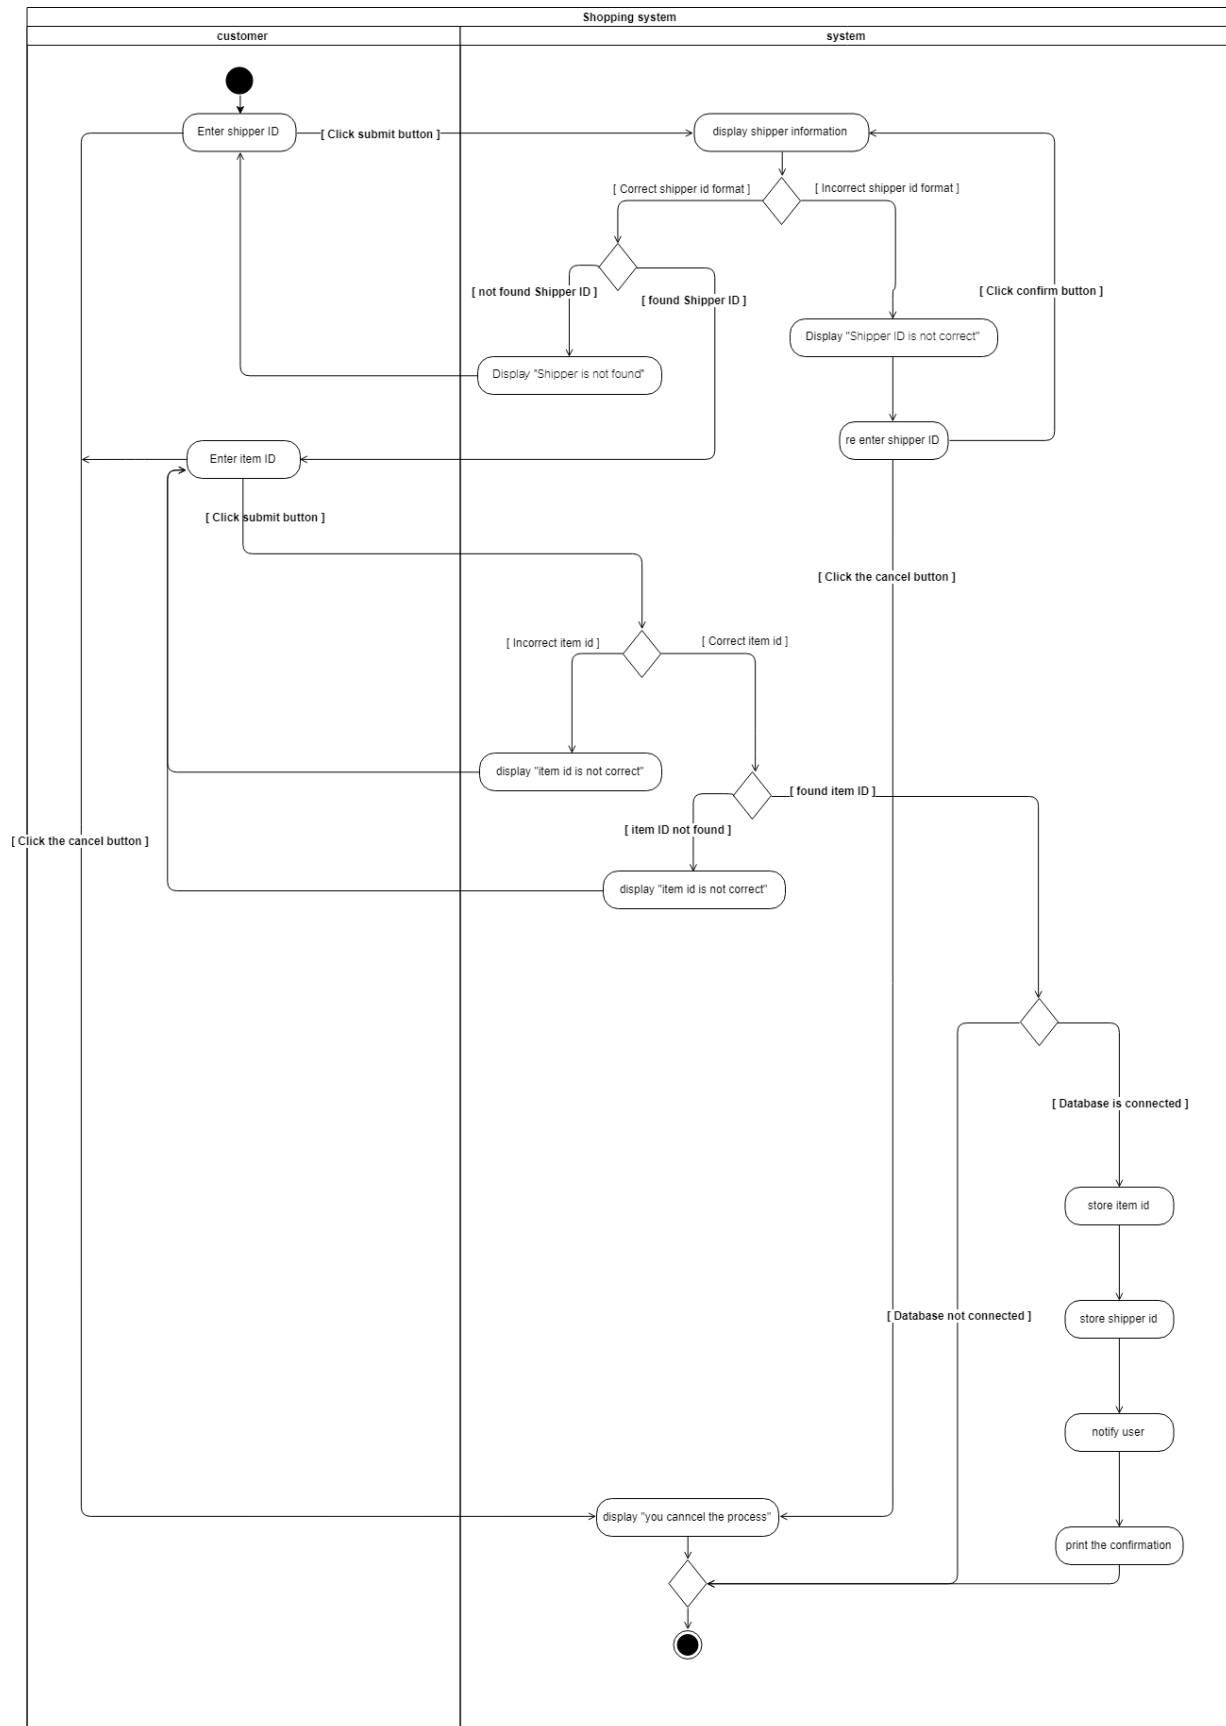 Shopping system
customer
system
Enter shipper ID
[ Click submit button ]
display shipper information
[ Correct shipper id format ]
[ Incorrect shipper id format ]
[ not found Shipper ID ]
[ found Shipper ID ]
[ Click confirm button ]
Display "Shipper ID is not correct"
Display "Shipper is not found"
re enter shipper ID
Enter item ID
[ Click submit button ]
[ Click the cancel button ]
[ Incorrect item id ]
[ Correct item id ]
display "item id is not correct"
[ found item ID ]
[ item ID not found ]
[ Click the cancel button ]
display "item id is not correct"
[ Database is connected ]
store item id
[ Database not connected ]
store shipper id
notify user
display "you canncel the process"
print the confirmation